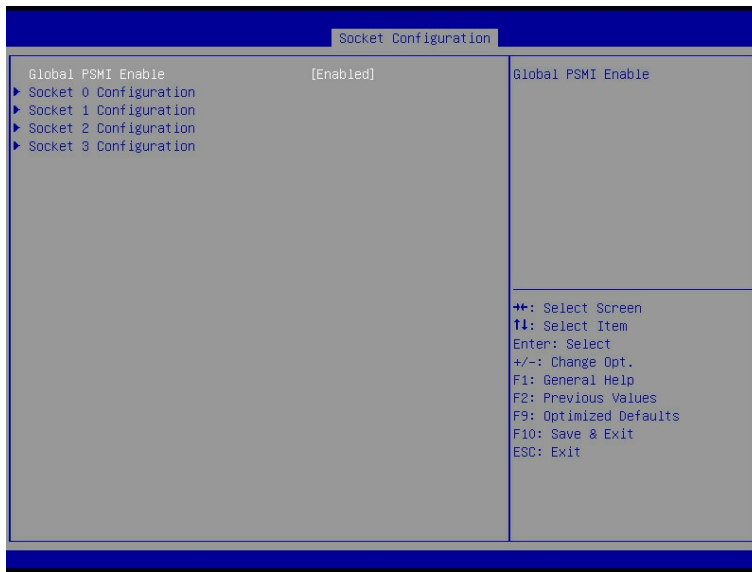 Socket Configuration
Global PSMI Enable [Enabled]
Socket 0 Configuration
Socket 1 Configuration
Socket 2 Configuration
Socket 3 Configuration
Global PSMI Enable
→←: Select Screen
↑↓: Select Item
Enter: Select
+/-: Change Opt.
F1: General Help
F2: Previous Values
F9: Optimized Defaults
F10: Save & Exit
ESC: Exit